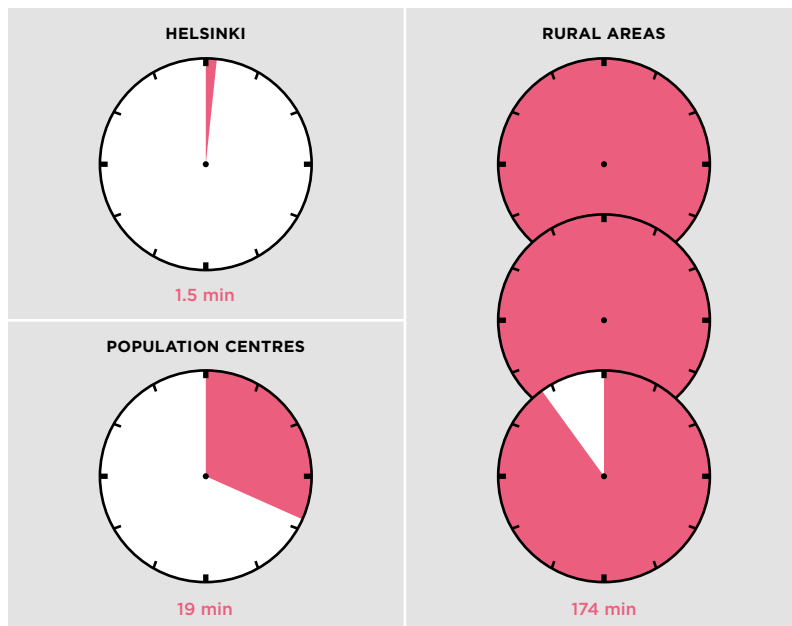 HELSINKI
1.5 min
POPULATION CENTRES
19 min
RURAL AREAS
174 min